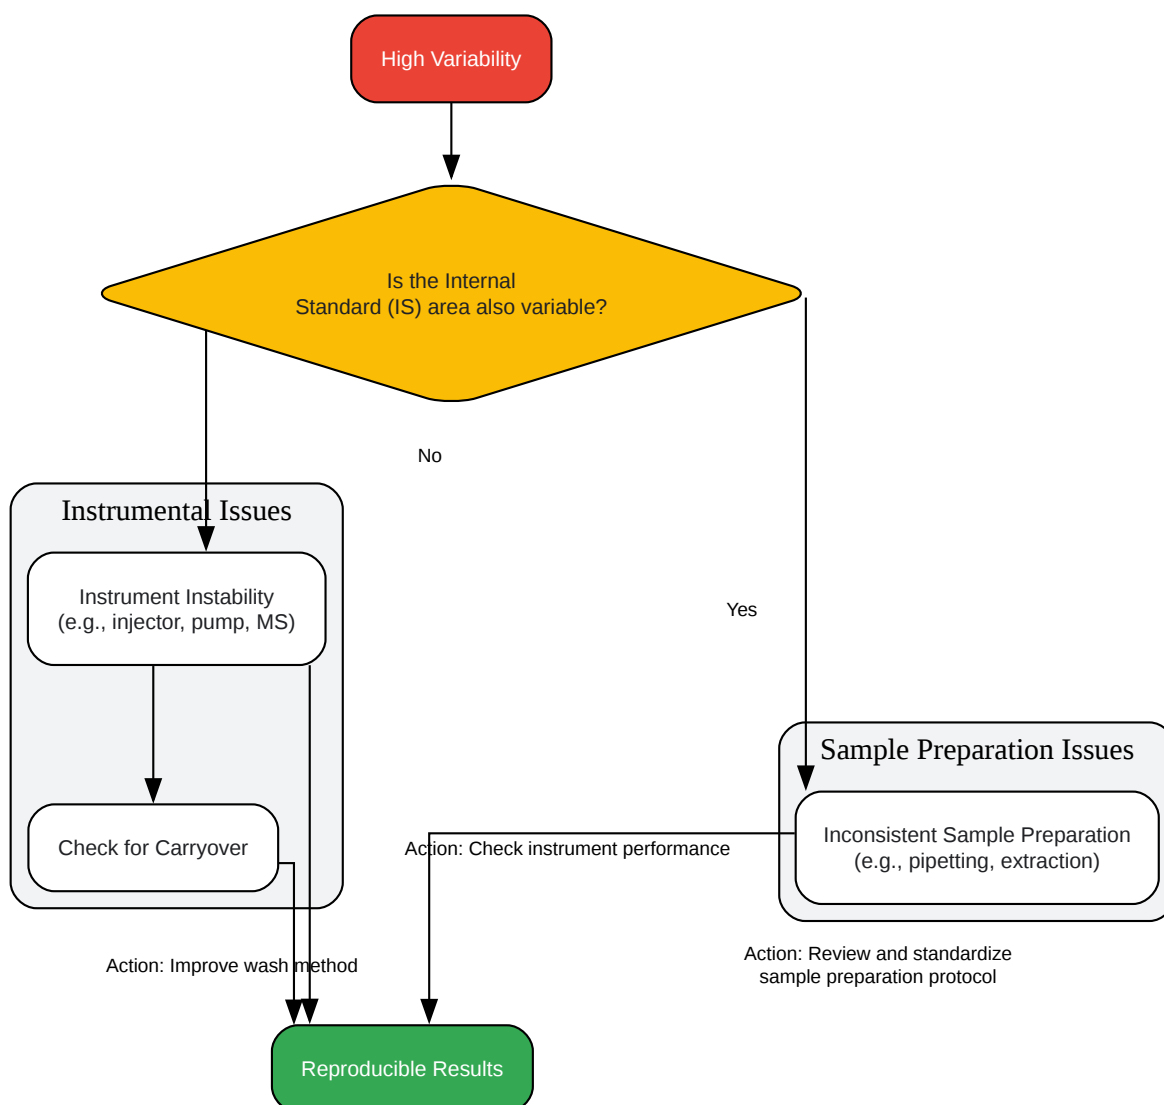 High Variability
Is the Internal
Standard (IS) area also variable?
No
Instrumental Issues
Instrument Instability
(e.g., injector, pump, MS)
Yes
Sample Preparation Issues
Check for Carryover
Action: Check instrument performance
Inconsistent Sample Preparation
(e.g., pipetting, extraction)
Action: Improve wash method
Action: Review and standardize
sample preparation protocol
Reproducible Results